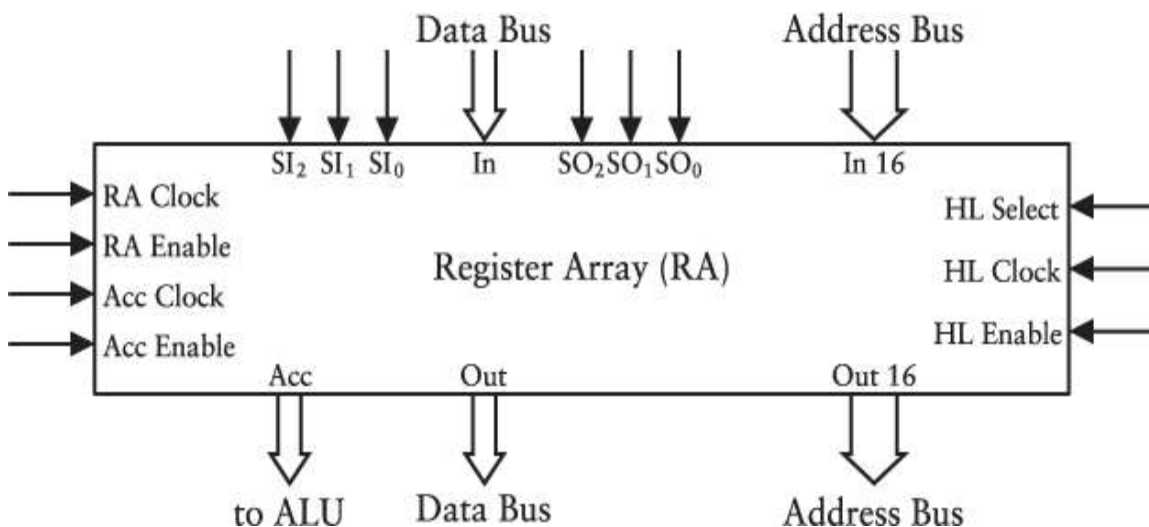 Data Bus
Address Bus
SI₂ SI₁ SI₀ In SO₂ SO₁ SO₀ In 16
RA Clock
HL Select
RA Enable
Register Array (RA)
HL Clock
Acc Clock
HL Enable
Acc Enable
Acc Out Out 16
to ALU
Data Bus
Address Bus